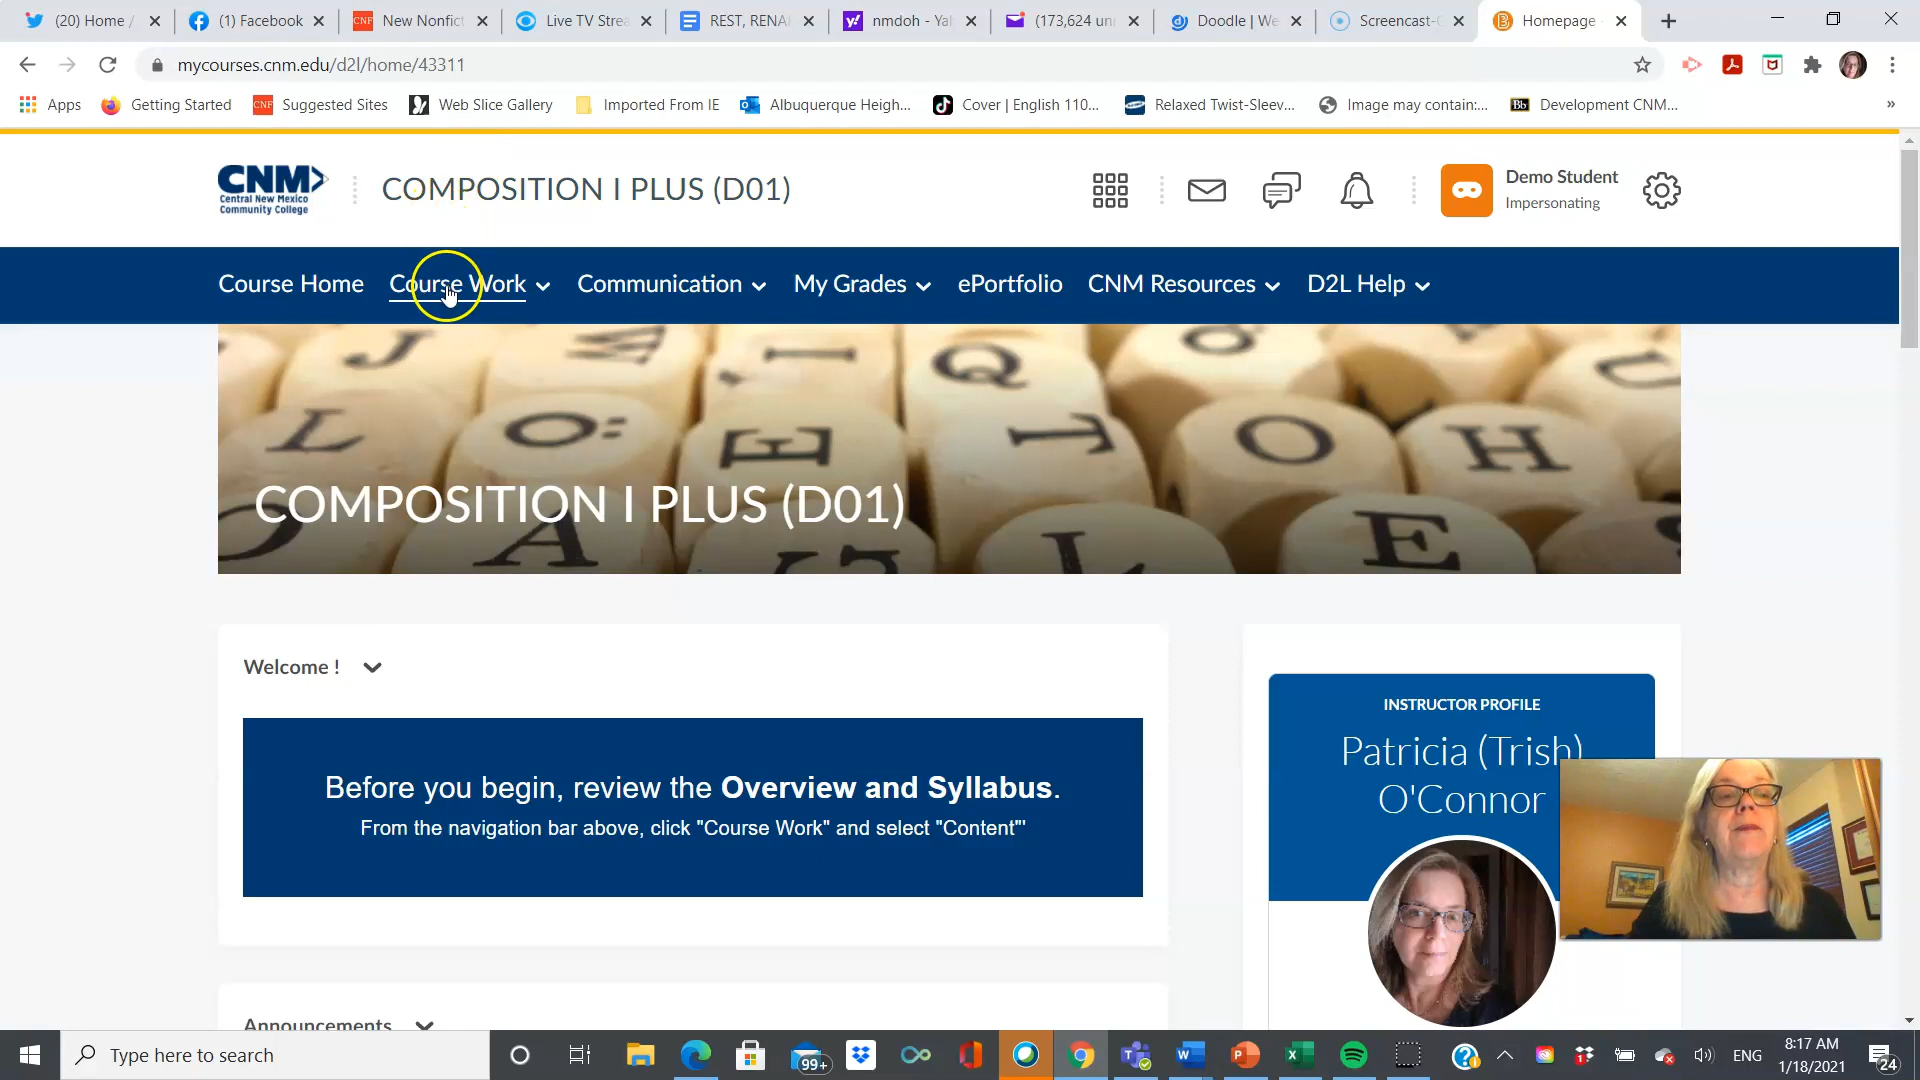 (20) Home /
(1) Facebook
CNF New Nonfict
Live TV Strea
REST, RENA
nmdoh - Yal
(173,624 un
Doodle | We
Screencast-
Homepage
mycourses.cnm.edu/d2l/home/43311
Apps
Getting Started
CNF Suggested Sites
Web Slice Gallery
Imported From IE
Albuquerque Heigh...
Cover | English 110...
Relaxed Twist-Sleev...
Image may contain:...
Bb Development CNM...
»
CNM
Central New Mexico
Community College
COMPOSITION I PLUS (D01)
Demo Student
Impersonating
Course Home
Course Work
Communication
My Grades
ePortfolio
CNM Resources
D2L Help
COMPOSITION I PLUS (D01)
Welcome !
Before you begin, review the Overview and Syllabus.
From the navigation bar above, click "Course Work" and select "Content"'
Announcements
INSTRUCTOR PROFILE
Patricia (Trish)
O'Connor
Type here to search
99+
ENG
8:17 AM
1/18/2021
24